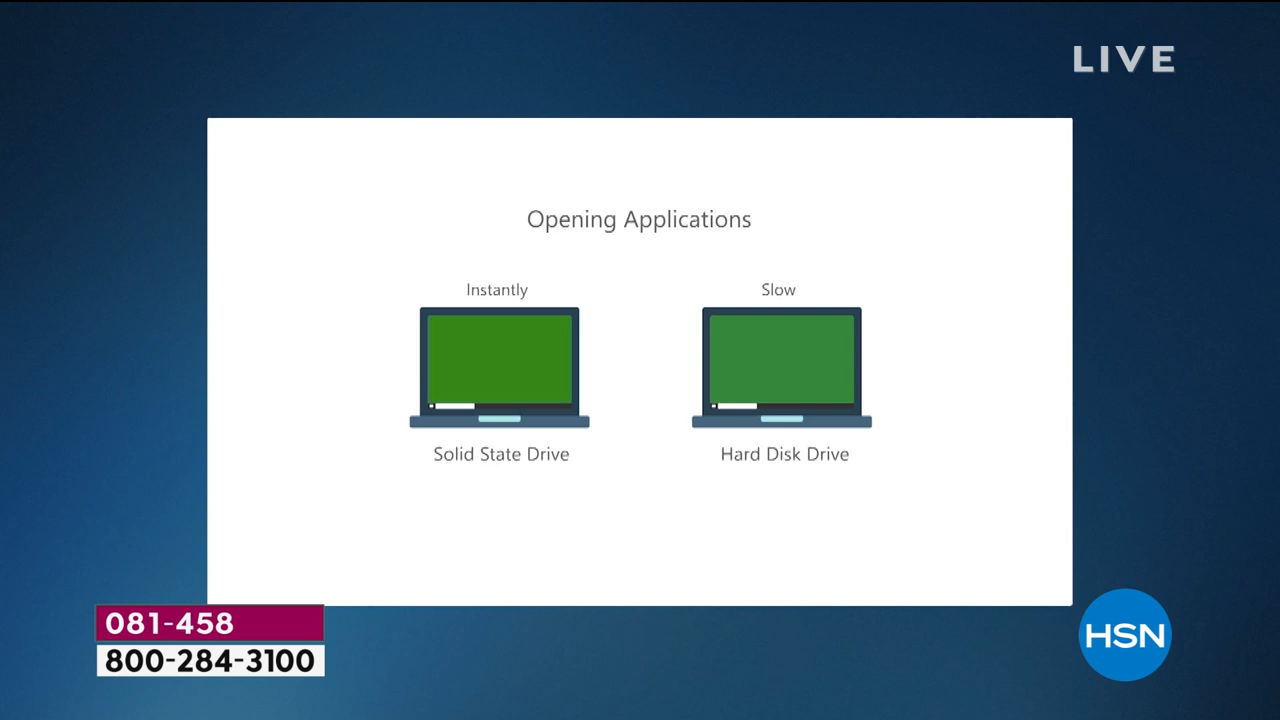 LIVE
Opening Applications
Instantly
Slow
Solid State Drive
Hard Disk Drive
081-458
800-284-3100
HSN